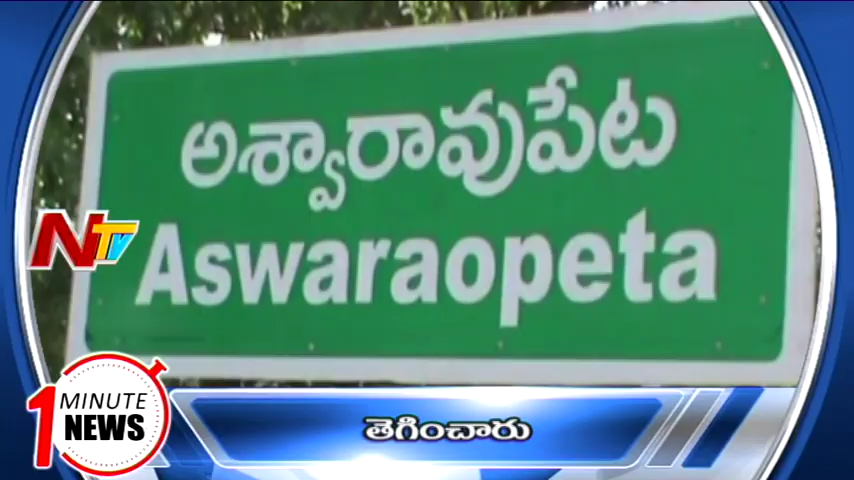 అశ్వారావుపేట
Aswaraopeta
NTV
1 MINUTE
NEWS
తెగించారు